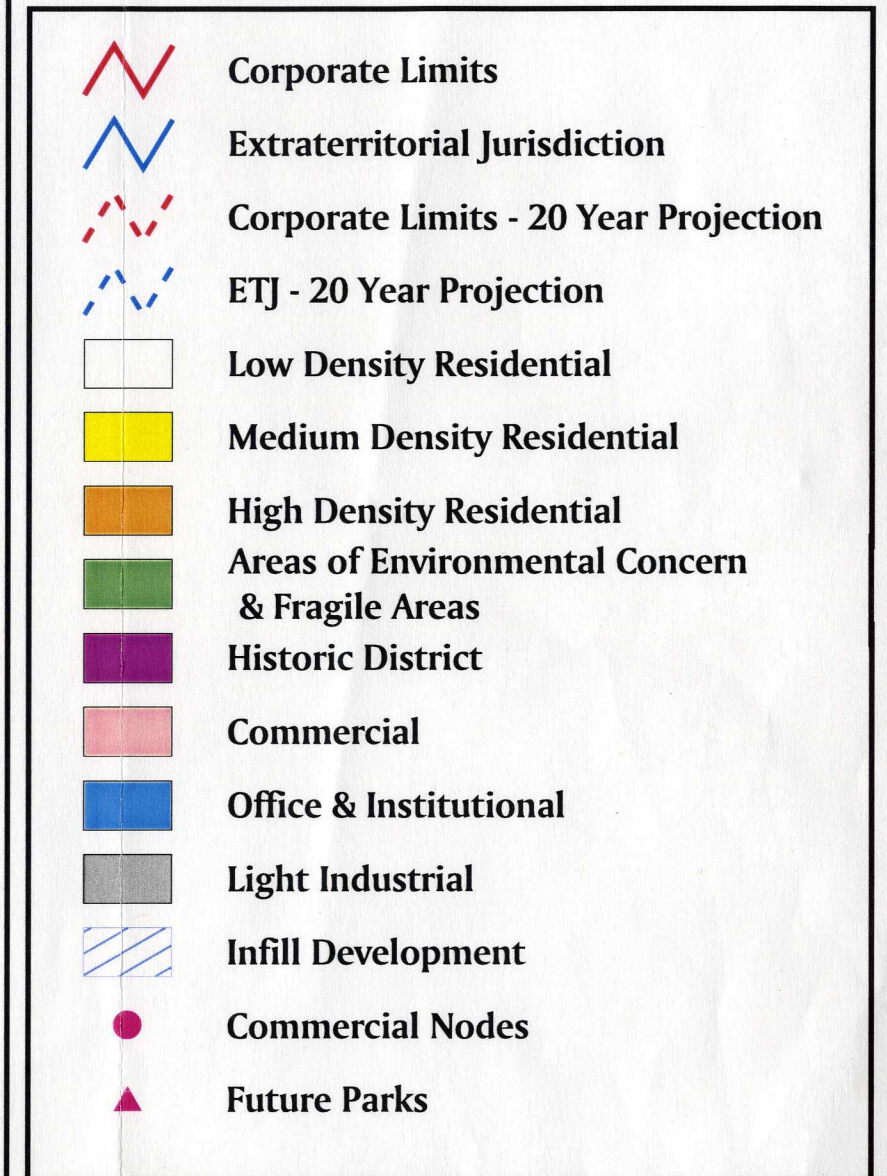 Corporate Limits
Extraterritorial Jurisdiction
Corporate Limits - 20 Year Projection
ETJ - 20 Year Projection
Low Density Residential
Medium Density Residential
High Density Residential
Areas of Environmental Concern
& Fragile Areas
Historic District
Commercial
Office & Institutional
Light Industrial
Infill Development
Commercial Nodes
Future Parks